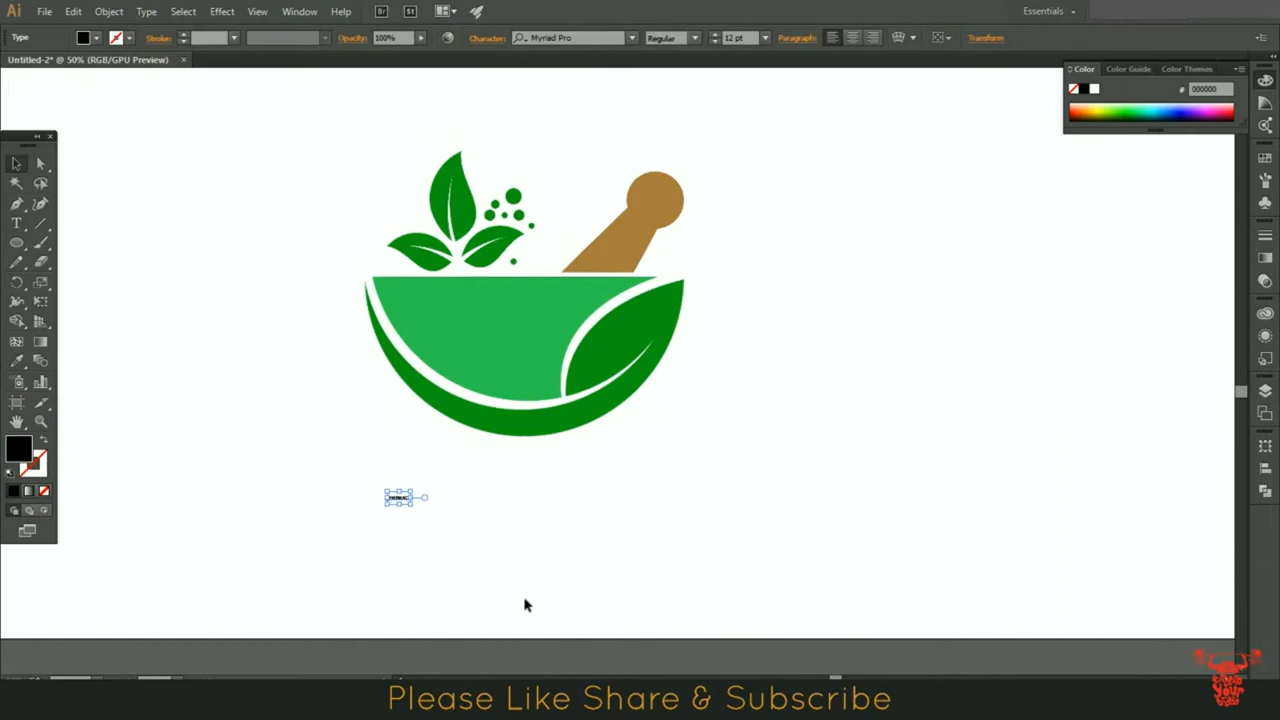 Ai File Edit Object Type Select Effect View Window Help Br St Essentials
Type Stroke: Opacity: 100% Character: Myriad Pro Regular 12 pt Paragraph: Transform
Untitled-2* @ 50% (RGB/GPU Preview) ×
Color Color Guide Color Themes
# 000000
Please Like Share & Subscribe